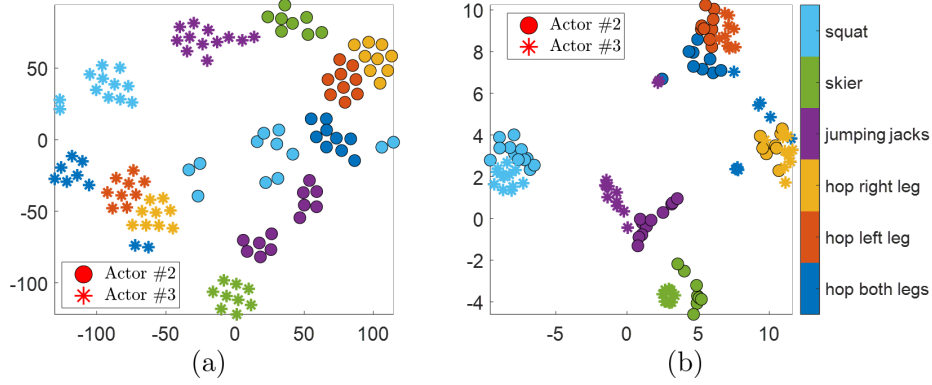 50
0
-50
-100
-100
-50
0
50
100
Actor #2
Actor #3
(a)
10
8
6
4
2
0
-2
-4
-5
0
5
10
Actor #2
Actor #3
(b)
squat
skier
jumping jacks
hop right leg
hop left leg
hop both legs